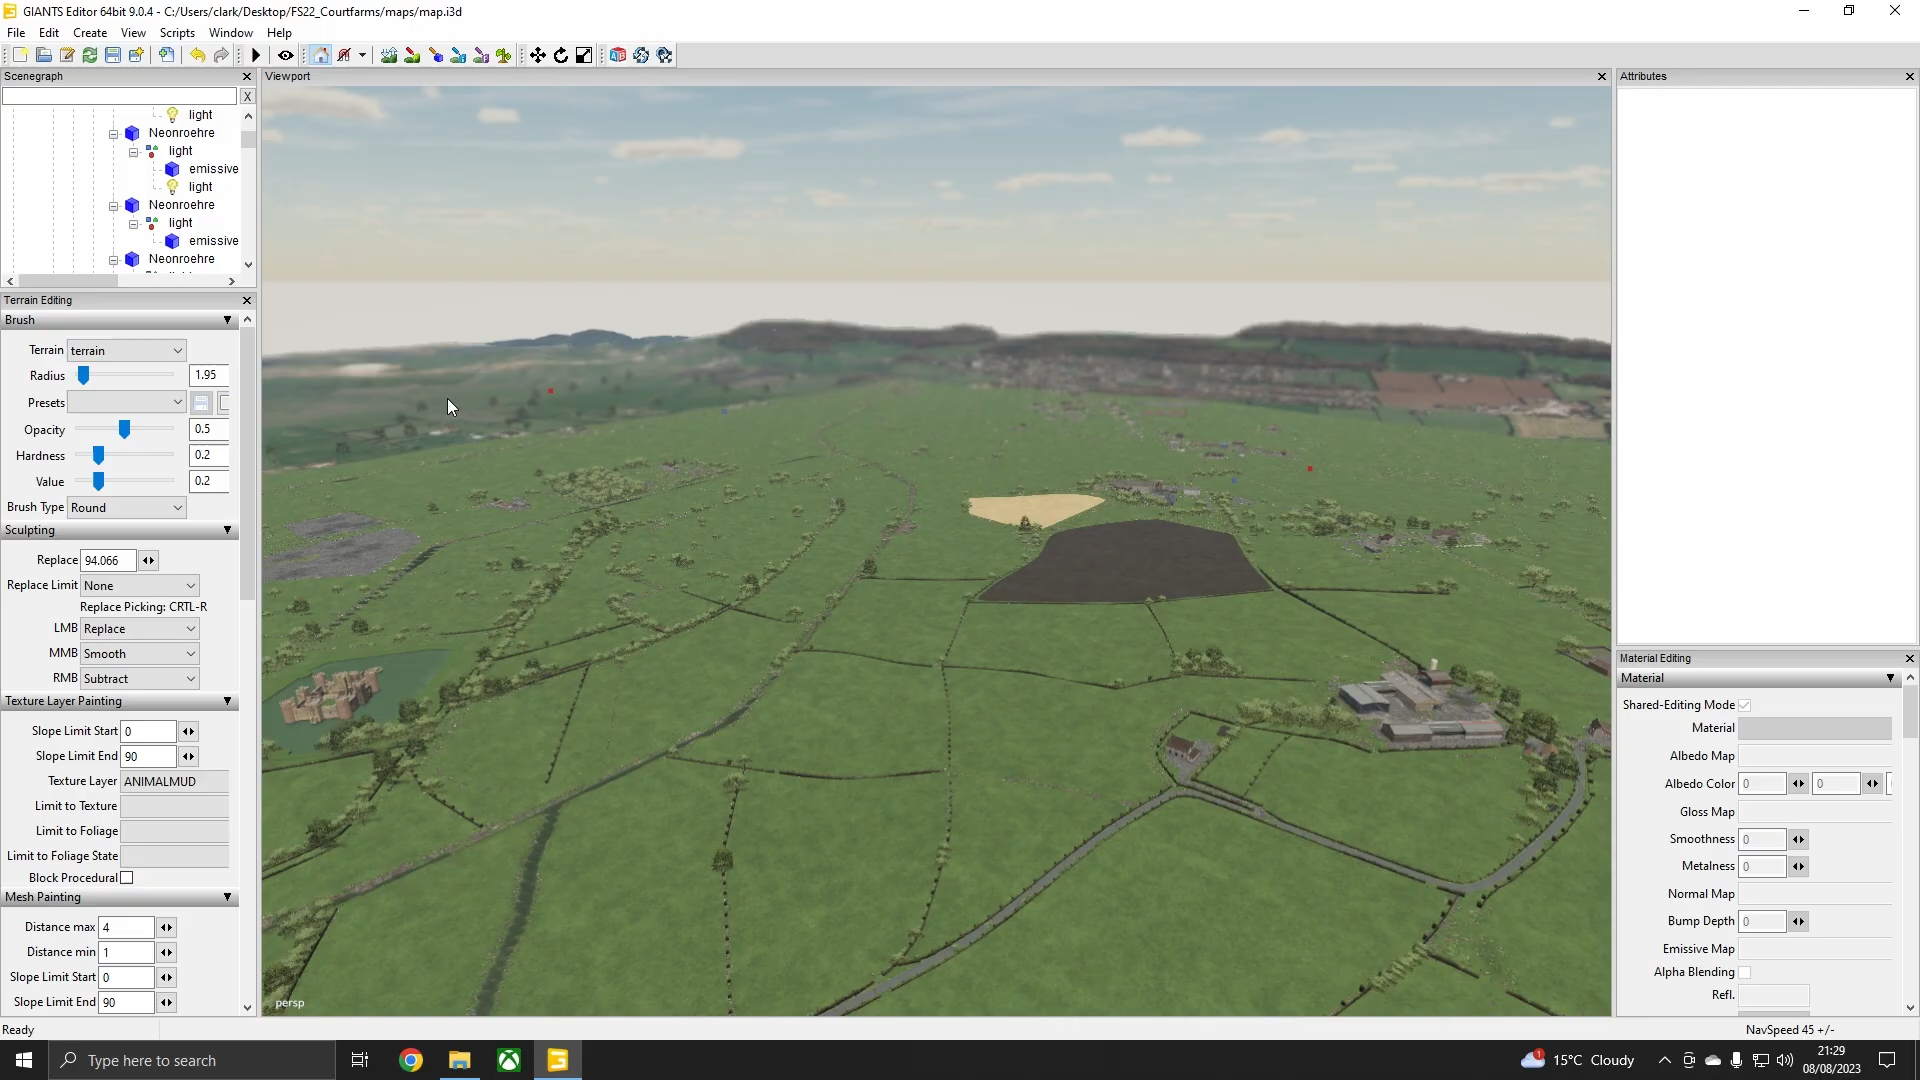 GIANTS Editor 64bit 9.0.4 - C:/Users/clark/Desktop/FS22_Courtfarms/maps/map.i3d
File Edit Create View Scripts Window Help
Scenegraph
X
light
Neonroehre
light
emissive
light
Neonroehre
light
emissive
Neonroehre
Terrain Editing
Brush
Terrain terrain
Radius 1.95
Presets
Opacity 0.5
Hardness 0.2
Value 0.2
Brush Type Round
Sculpting
Replace 94.066
Replace Limit None
Replace Picking: CRTL-R
LMB Replace
MMB Smooth
RMB Subtract
Texture Layer Painting
Slope Limit Start 0
Slope Limit End 90
Texture Layer ANIMALMUD
Limit to Texture
Limit to Foliage
Limit to Foliage State
Block Procedural
Mesh Painting
Distance max 4
Distance min 1
Slope Limit Start 0
Slope Limit End 90
Viewport
persp
Attributes
Material Editing
Material
Shared-Editing Mode
Material
Albedo Map
Albedo Color 0 0
Gloss Map
Smoothness 0
Metalness 0
Normal Map
Bump Depth 0
Emissive Map
Alpha Blending
Refl.
Ready
NavSpeed 45 +/-
Type here to search
1
15°C Cloudy
21:29
08/08/2023